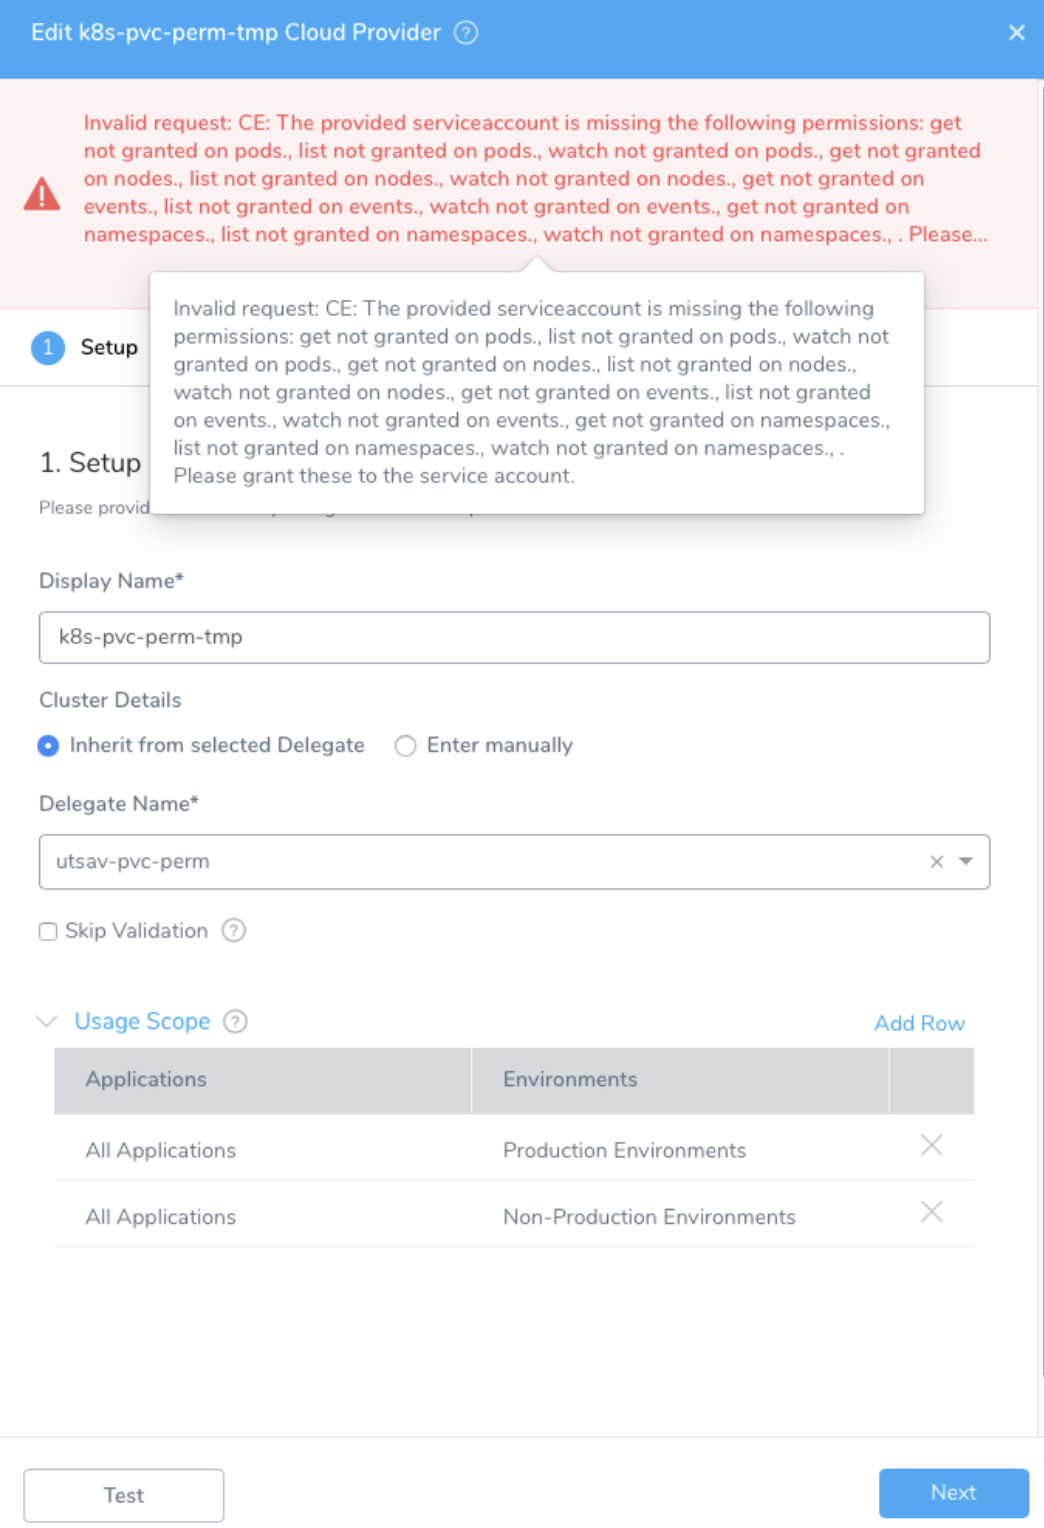 Edit k8s-pvc-perm-tmp Cloud Provider ?
Invalid request: CE: The provided serviceaccount is missing the following permissions: get
not granted on pods., list not granted on pods., watch not granted on pods., get not granted
on nodes., list not granted on nodes., watch not granted on nodes., get not granted on
events., list not granted on events., watch not granted on events., get not granted on
namespaces., list not granted on namespaces., watch not granted on namespaces., . Please...
Invalid request: CE: The provided serviceaccount is missing the following
permissions: get not granted on pods., list not granted on pods., watch not
granted on pods., get not granted on nodes., list not granted on nodes.,
watch not granted on nodes., get not granted on events., list not granted
on events., watch not granted on events., get not granted on namespaces.,
list not granted on namespaces., watch not granted on namespaces., .
Please grant these to the service account.
1 Setup
1. Setup
Please provid
Display Name*
k8s-pvc-perm-tmp
Cluster Details
Inherit from selected Delegate Enter manually
Delegate Name*
utsav-pvc-perm
Skip Validation ?
Usage Scope ? Add Row
Applications Environments
All Applications Production Environments
All Applications Non-Production Environments
Test Next